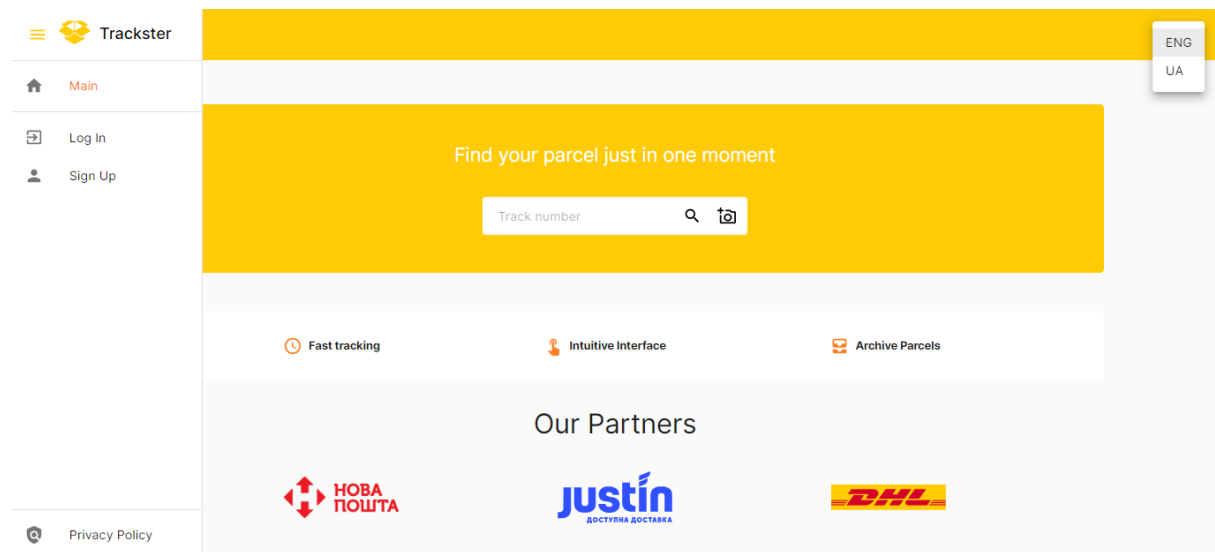 Trackster
Main
Log In
Sign Up
Privacy Policy
ENG
UA
Find your parcel just in one moment
Track number
Fast tracking
Intuitive Interface
Archive Parcels
Our Partners
НОВА
ПОШТА
justin
ДОСТУПНА ДОСТАВКА
DHL